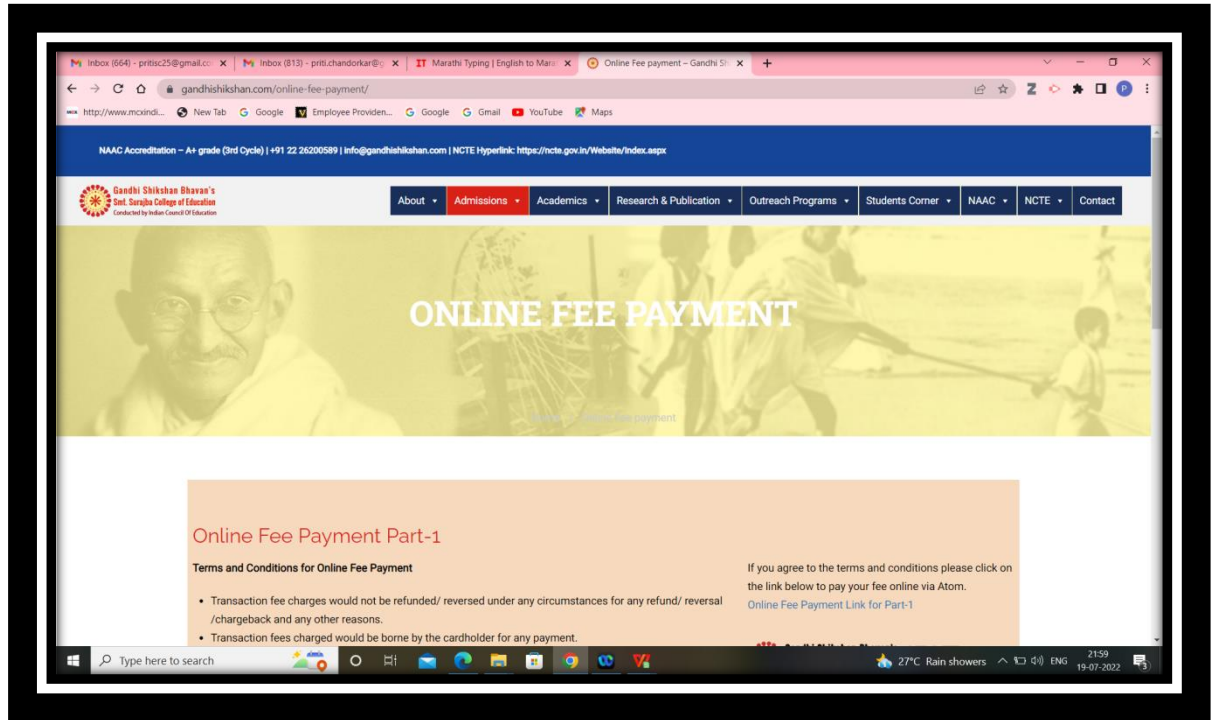 Inbox (664) - pritisc25@gmail.co
Inbox (813) - priti.chandorkar@g
Marathi Typing | English to Mara
Online Fee payment – Gandhi Sh
gandhishikshan.com/online-fee-payment/
http://www.mcxindi...
New Tab
Google
Employee Providen...
Google
Gmail
YouTube
Maps
NAAC Accreditation – A+ grade (3rd Cycle) | +91 22 26200589 | info@gandhishikshan.com | NCTE Hyperlink: https://ncte.gov.in/Website/Index.aspx
Gandhi Shikshan Bhavan's
Smt. Surajba College of Education
Conducted by Indian Council Of Education
About
Admissions
Academics
Research & Publication
Outreach Programs
Students Corner
NAAC
NCTE
Contact
ONLINE FEE PAYMENT
Online Fee payment
Online Fee Payment Part-1
Terms and Conditions for Online Fee Payment
• Transaction fee charges would not be refunded/ reversed under any circumstances for any refund/ reversal
/chargeback and any other reasons.
• Transaction fees charged would be borne by the cardholder for any payment.
If you agree to the terms and conditions please click on
the link below to pay your fee online via Atom.
Online Fee Payment Link for Part-1
Type here to search
27°C Rain showers
ENG
21:59
19-07-2022